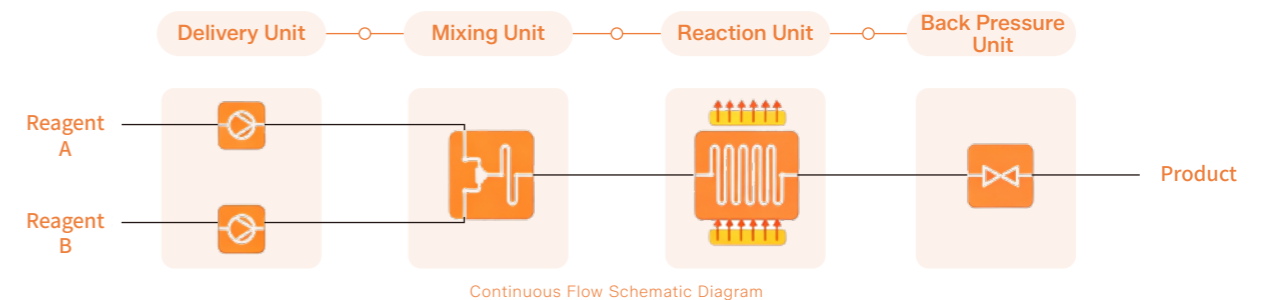 Delivery Unit
Mixing Unit
Reaction Unit
Back Pressure
Unit
Reagent
A
Reagent
B
Product
Continuous Flow Schematic Diagram